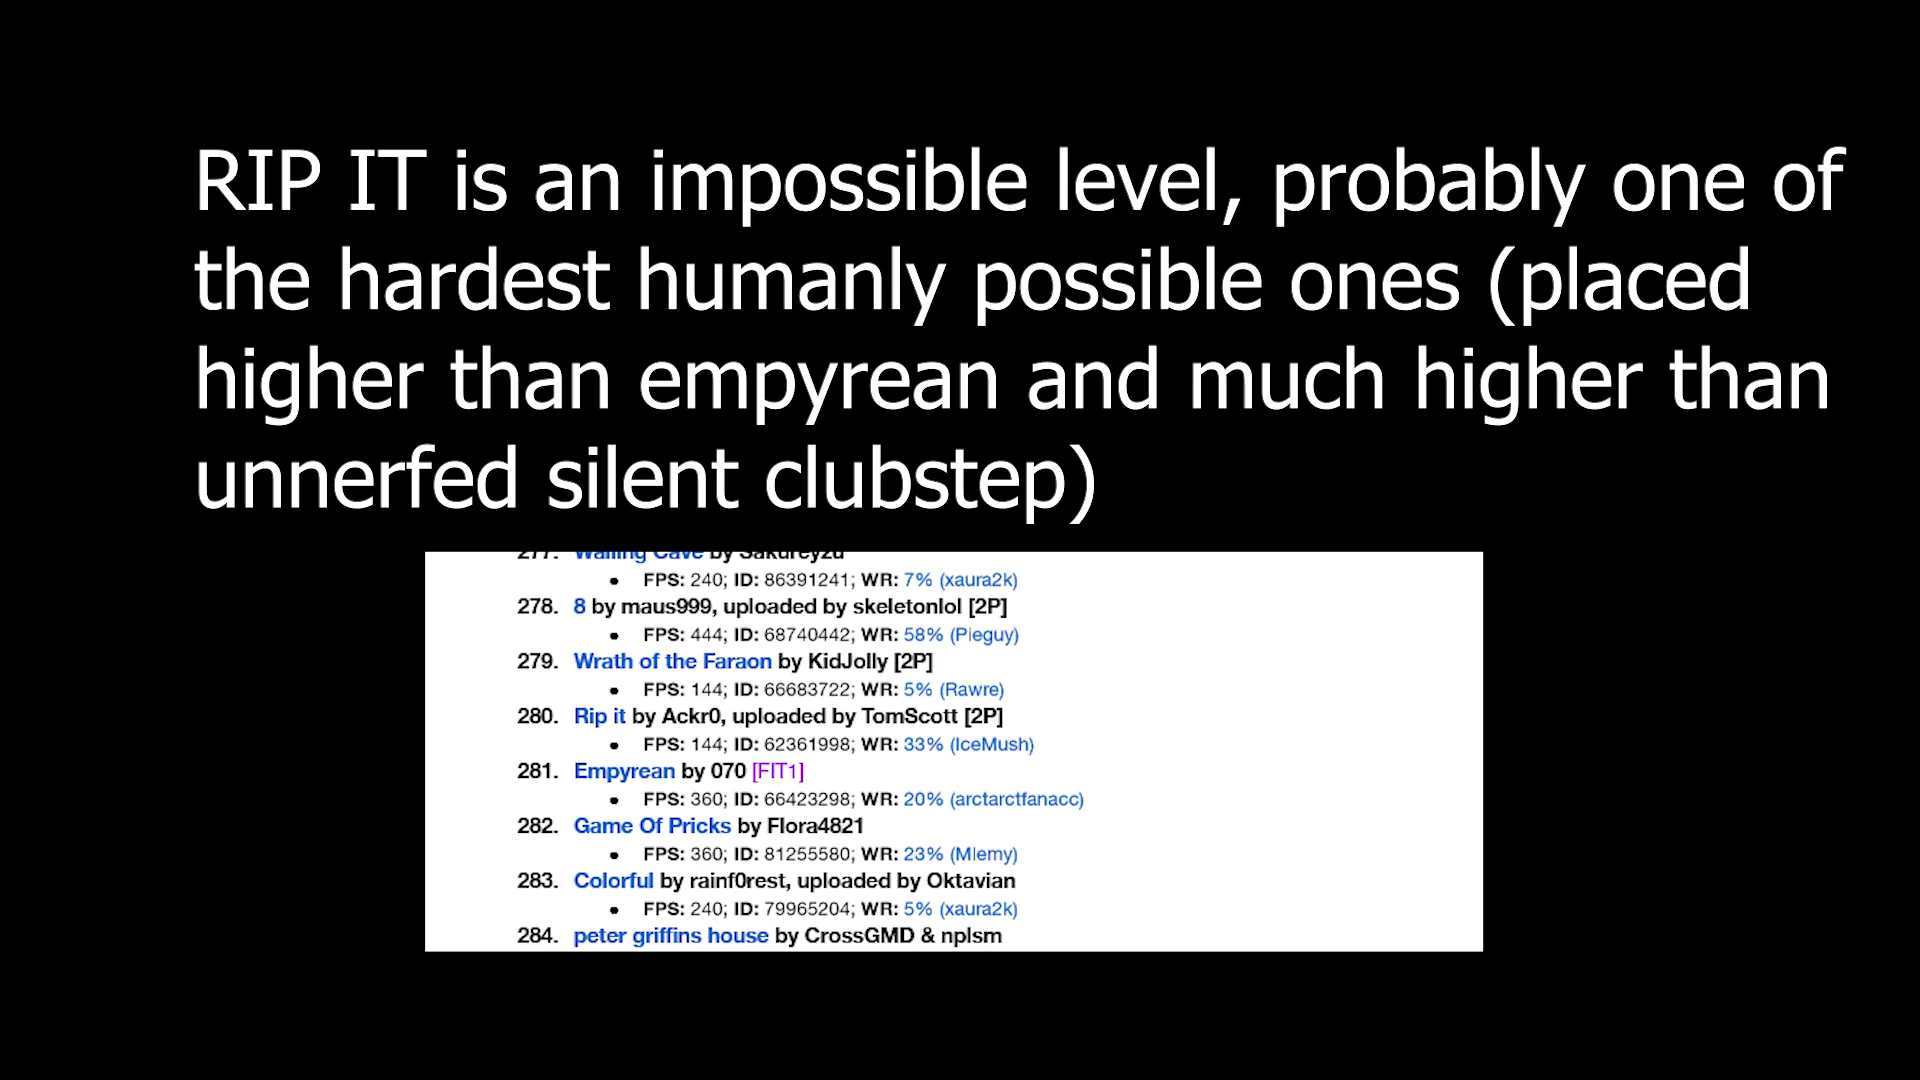 RIP IT is an impossible level, probably one of
the hardest humanly possible ones (placed
higher than empyrean and much higher than
unnerfed silent clubstep)
277. Wailing Cave by Sakureyzu
• FPS: 240; ID: 86391241; WR: 7% (xaura2k)
278. 8 by maus999, uploaded by skeletonlol [2P]
• FPS: 444; ID: 68740442; WR: 58% (Pieguy)
279. Wrath of the Faraon by KidJolly [2P]
• FPS: 144; ID: 66683722; WR: 5% (Rawre)
280. Rip it by Ackr0, uploaded by TomScott [2P]
• FPS: 144; ID: 62361998; WR: 33% (IceMush)
281. Empyrean by 070 [FIT1]
• FPS: 360; ID: 66423298; WR: 20% (arctarctfanacc)
282. Game Of Pricks by Flora4821
• FPS: 360; ID: 81255580; WR: 23% (Mlemy)
283. Colorful by rainf0rest, uploaded by Oktavian
• FPS: 240; ID: 79965204; WR: 5% (xaura2k)
284. peter griffins house by CrossGMD & nplsm